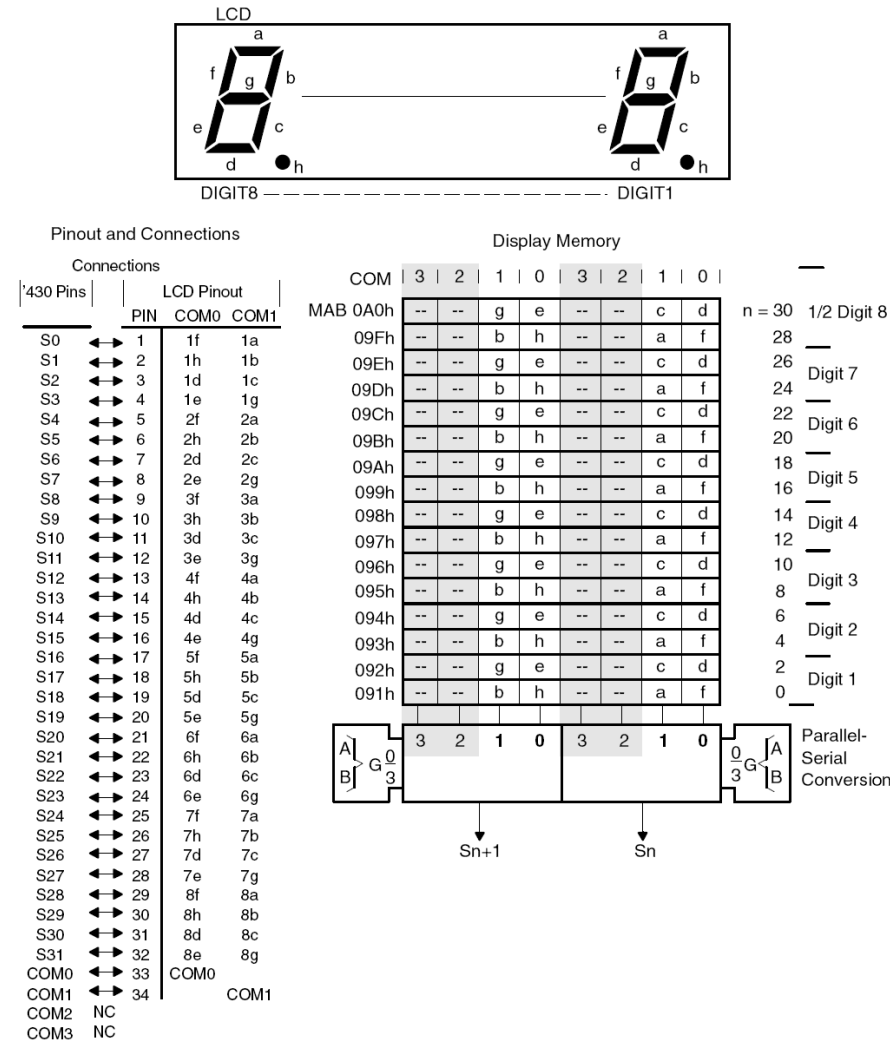 LCD
a a
f g b f g b
e c e c
d h d h
DIGIT8 DIGIT1
Pinout and Connections
Connections
'430 Pins LCD Pinout
PIN COM0 COM1
S0 1 1f 1a
S1 2 1h 1b
S2 3 1d 1c
S3 4 1e 1g
S4 5 2f 2a
S5 6 2h 2b
S6 7 2d 2c
S7 8 2e 2g
S8 9 3f 3a
S9 10 3h 3b
S10 11 3d 3c
S11 12 3e 3g
S12 13 4f 4a
S13 14 4h 4b
S14 15 4d 4c
S15 16 4e 4g
S16 17 5f 5a
S17 18 5h 5b
S18 19 5d 5c
S19 20 5e 5g
S20 21 6f 6a
S21 22 6h 6b
S22 23 6d 6c
S23 24 6e 6g
S24 25 7f 7a
S25 26 7h 7b
S26 27 7d 7c
S27 28 7e 7g
S28 29 8f 8a
S29 30 8h 8b
S30 31 8d 8c
S31 32 8e 8g
COM0 33 COM0
COM1 34 COM1
COM2 NC
COM3 NC
Display Memory
COM 3 2 1 0 3 2 1 0
MAB 0A0h -- -- g e -- -- c d n = 30 1/2 Digit 8
09Fh -- -- b h -- -- a f 28
09Eh -- -- g e -- -- c d 26
Digit 7
09Dh -- -- b h -- -- a f 24
09Ch -- -- g e -- -- c d 22
Digit 6
09Bh -- -- b h -- -- a f 20
09Ah -- -- g e -- -- c d 18
Digit 5
099h -- -- b h -- -- a f 16
098h -- -- g e -- -- c d 14
Digit 4
097h -- -- b h -- -- a f 12
096h -- -- g e -- -- c d 10
Digit 3
095h -- -- b h -- -- a f 8
094h -- -- g e -- -- c d 6
Digit 2
093h -- -- b h -- -- a f 4
092h -- -- g e -- -- c d 2
Digit 1
091h -- -- b h -- -- a f 0
A B G 0/3 3 2 1 0 3 2 1 0 0/3 G A B
Parallel-
Serial
Conversion
Sn+1 Sn